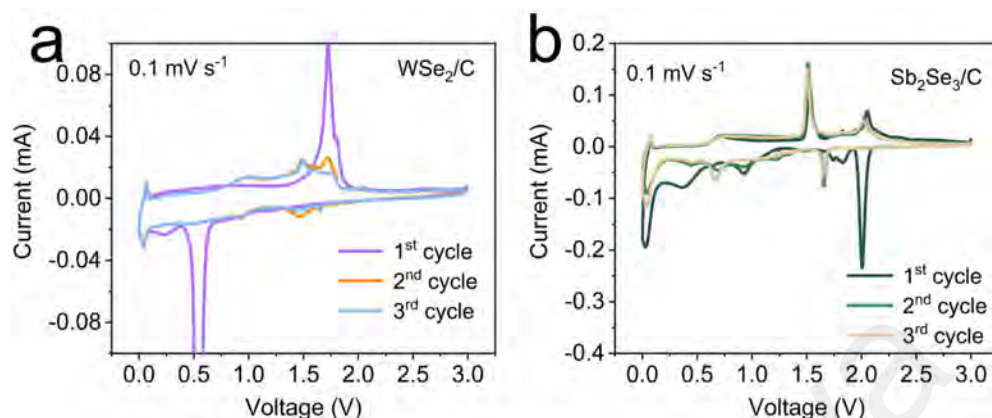 a
0.1 mV s⁻¹
WSe₂/C
Current (mA)
0.08
0.04
0.00
-0.04
-0.08
1st cycle
2nd cycle
3rd cycle
0.0 0.5 1.0 1.5 2.0 2.5 3.0
Voltage (V)
b
0.1 mV s⁻¹
Sb₂Se₃/C
Current (mA)
0.2
0.1
0.0
-0.1
-0.2
-0.3
-0.4
1st cycle
2nd cycle
3rd cycle
0.0 0.5 1.0 1.5 2.0 2.5 3.0
Voltage (V)